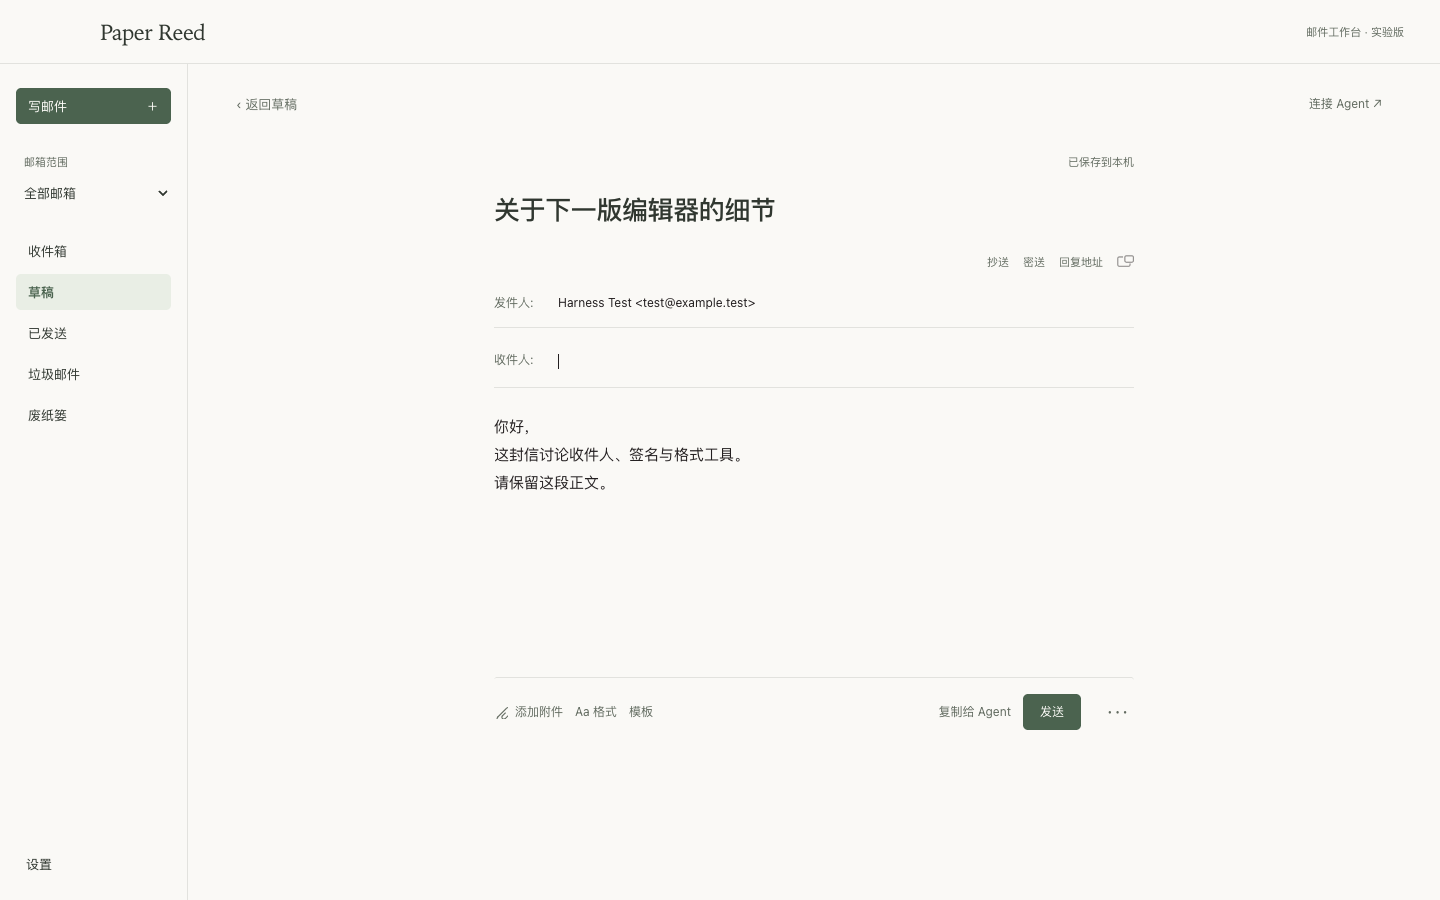 Paper Reed
邮件工作台 · 实验版
写邮件 +
邮箱范围
全部邮箱
收件箱
草稿
已发送
垃圾邮件
废纸篓
设置
‹ 返回草稿
连接 Agent ↗
已保存到本机
关于下一版编辑器的细节
抄送 密送 回复地址
发件人: Harness Test <test@example.test>
收件人:
你好，
这封信讨论收件人、签名与格式工具。
请保留这段正文。
添加附件 Aa 格式 模板
复制给 Agent 发送 ···